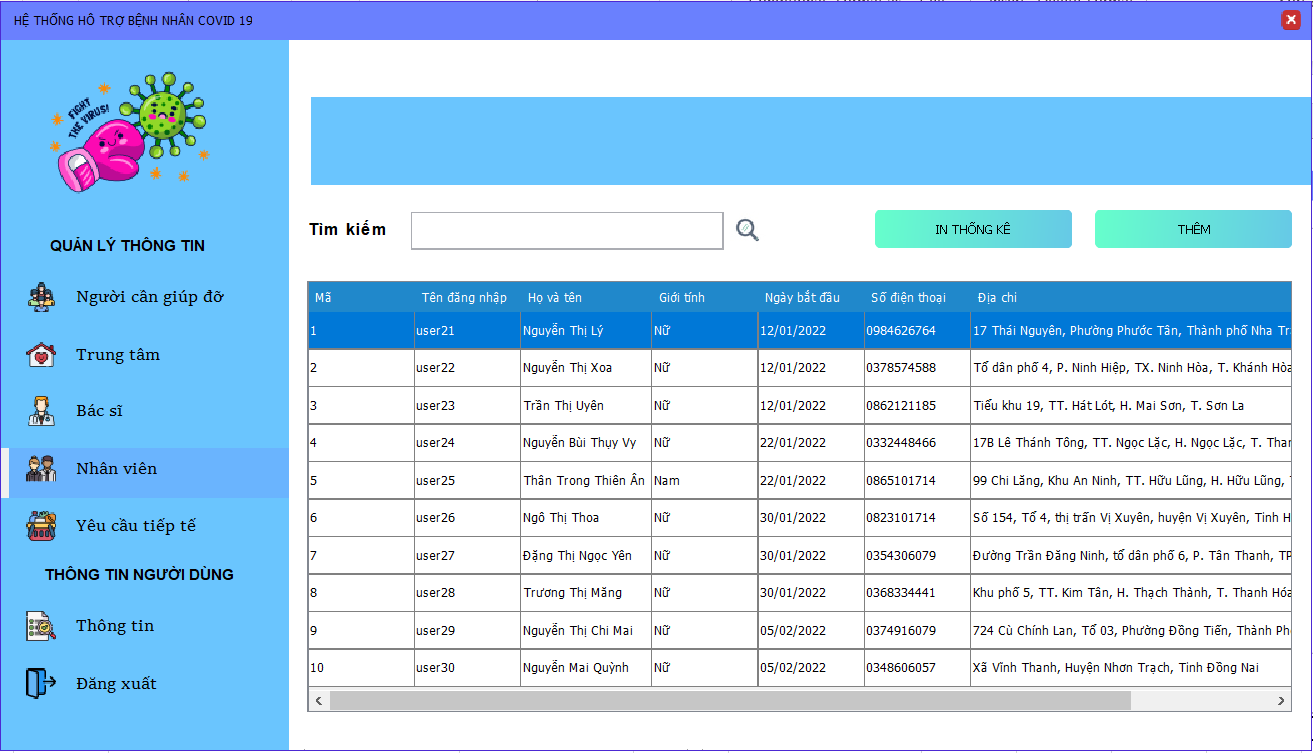 HỆ THỐNG HỖ TRỢ BỆNH NHÂN COVID 19
FIGHT
THE VIRUS!
QUẢN LÝ THÔNG TIN
Người cần giúp đỡ
Trung tâm
Bác sĩ
Nhân viên
Yêu cầu tiếp tế
THÔNG TIN NGƯỜI DÙNG
Thông tin
Đăng xuất
Tìm kiếm
IN THỐNG KÊ
THÊM
Mã Tên đăng nhập Họ và tên Giới tính Ngày bắt đầu Số điện thoại Địa chỉ
1 user21 Nguyễn Thị Lý Nữ 12/01/2022 0984626764 17 Thái Nguyên, Phường Phước Tân, Thành phố Nha Tr
2 user22 Nguyễn Thị Xoa Nữ 12/01/2022 0378574588 Tổ dân phố 4, P. Ninh Hiệp, TX. Ninh Hòa, T. Khánh Hòa
3 user23 Trần Thị Uyên Nữ 12/01/2022 0862121185 Tiểu khu 19, TT. Hát Lót, H. Mai Sơn, T. Sơn La
4 user24 Nguyễn Bùi Thụy Vy Nữ 22/01/2022 0332448466 17B Lê Thánh Tông, TT. Ngọc Lặc, H. Ngọc Lặc, T. Than
5 user25 Thân Trong Thiên Ân Nam 22/01/2022 0865101714 99 Chi Lăng, Khu An Ninh, TT. Hữu Lũng, H. Hữu Lũng,
6 user26 Ngô Thị Thoa Nữ 30/01/2022 0823101714 Số 154, Tổ 4, thị trấn Vị Xuyên, huyện Vị Xuyên, Tỉnh H
7 user27 Đặng Thị Ngọc Yên Nữ 30/01/2022 0354306079 Đường Trần Đăng Ninh, tổ dân phố 6, P. Tân Thanh, TP
8 user28 Trương Thị Măng Nữ 30/01/2022 0368334441 Khu phố 5, TT. Kim Tân, H. Thạch Thành, T. Thanh Hóa
9 user29 Nguyễn Thị Chi Mai Nữ 05/02/2022 0374916079 724 Cù Chính Lan, Tổ 03, Phường Đồng Tiến, Thành Ph
10 user30 Nguyễn Mai Quỳnh Nữ 05/02/2022 0348606057 Xã Vĩnh Thanh, Huyện Nhơn Trạch, Tỉnh Đồng Nai